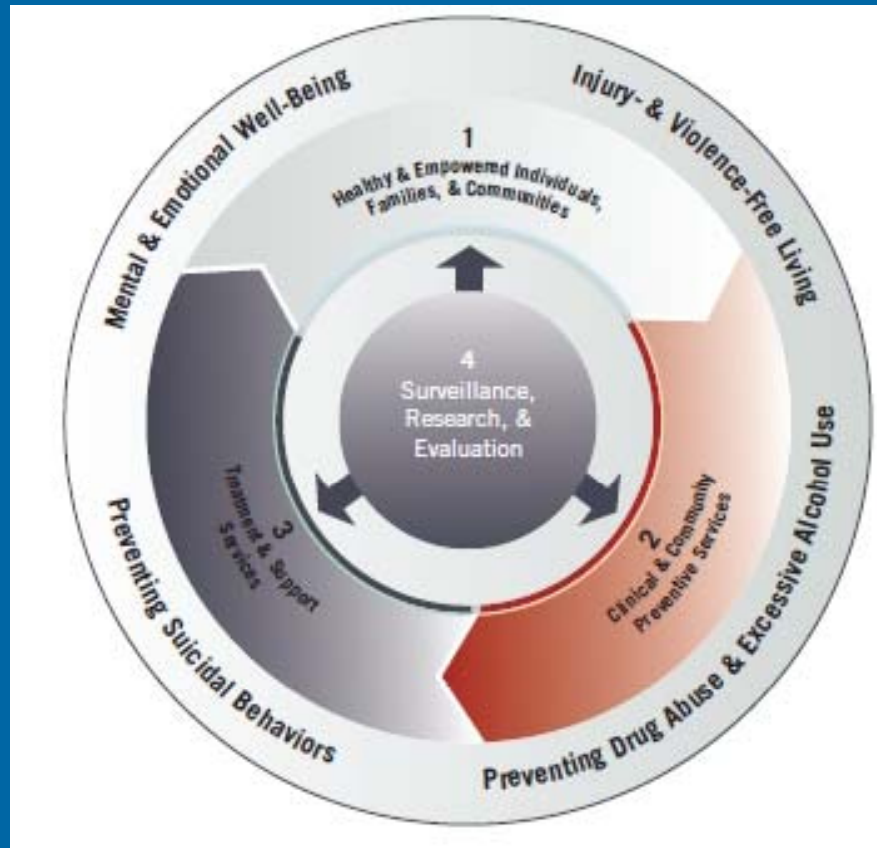 Mental & Emotional Well-Being
Injury- & Violence-Free Living
1
Healthy & Empowered Individuals,
Families, & Communities
4
Surveillance,
Research, &
Evaluation
2
Clinical & Community
Preventive Services
3
Treatment & Support
Services
Preventing Suicidal Behaviors
Preventing Drug Abuse & Excessive Alcohol Use